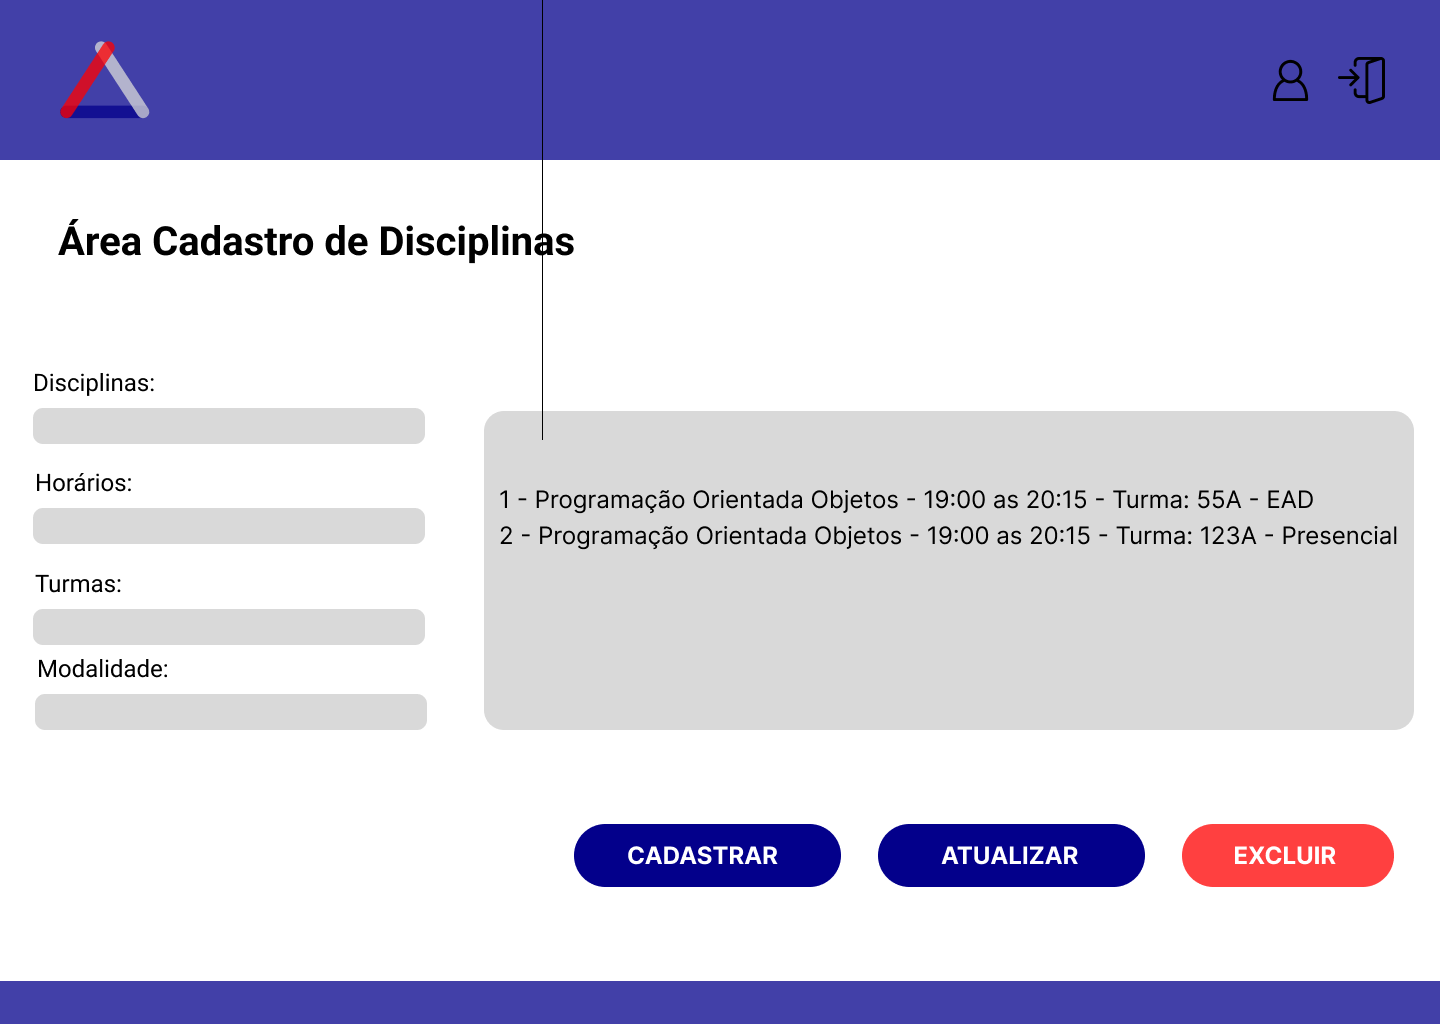 Área Cadastro de Disciplinas
Disciplinas:
Horários:
Turmas:
Modalidade:
1 - Programação Orientada Objetos - 19:00 as 20:15 - Turma: 55A - EAD
2 - Programação Orientada Objetos - 19:00 as 20:15 - Turma: 123A - Presencial
CADASTRAR
ATUALIZAR
EXCLUIR